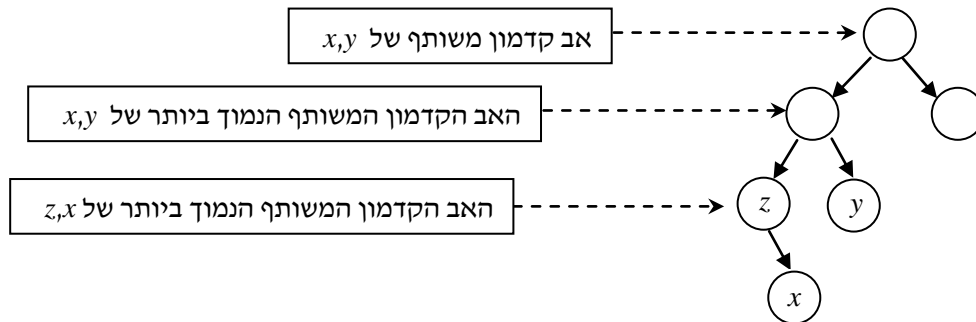 אב קדמון משותף של x,y
האב הקדמון המשותף הנמוך ביותר של x,y
האב הקדמון המשותף הנמוך ביותר של z,x
z
y
x